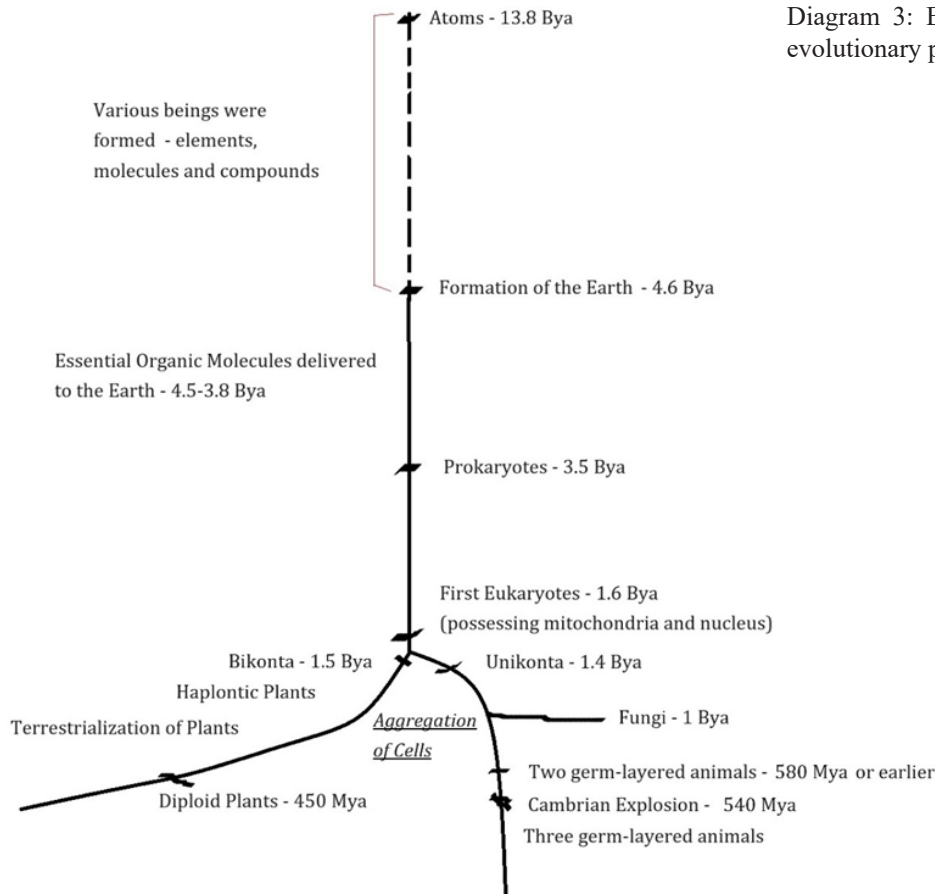 Atoms - 13.8 Bya
Diagram 3: E
evolutionary p
Various beings were
formed - elements,
molecules and compounds
Formation of the Earth - 4.6 Bya
Essential Organic Molecules delivered
to the Earth - 4.5-3.8 Bya
Prokaryotes - 3.5 Bya
First Eukaryotes - 1.6 Bya
(possessing mitochondria and nucleus)
Bikonta - 1.5 Bya
Unikonta - 1.4 Bya
Haplontic Plants
Terrestrialization of Plants
Aggregation
of Cells
Fungi - 1 Bya
Two germ-layered animals - 580 Mya or earlier
Diploid Plants - 450 Mya
Cambrian Explosion - 540 Mya
Three germ-layered animals